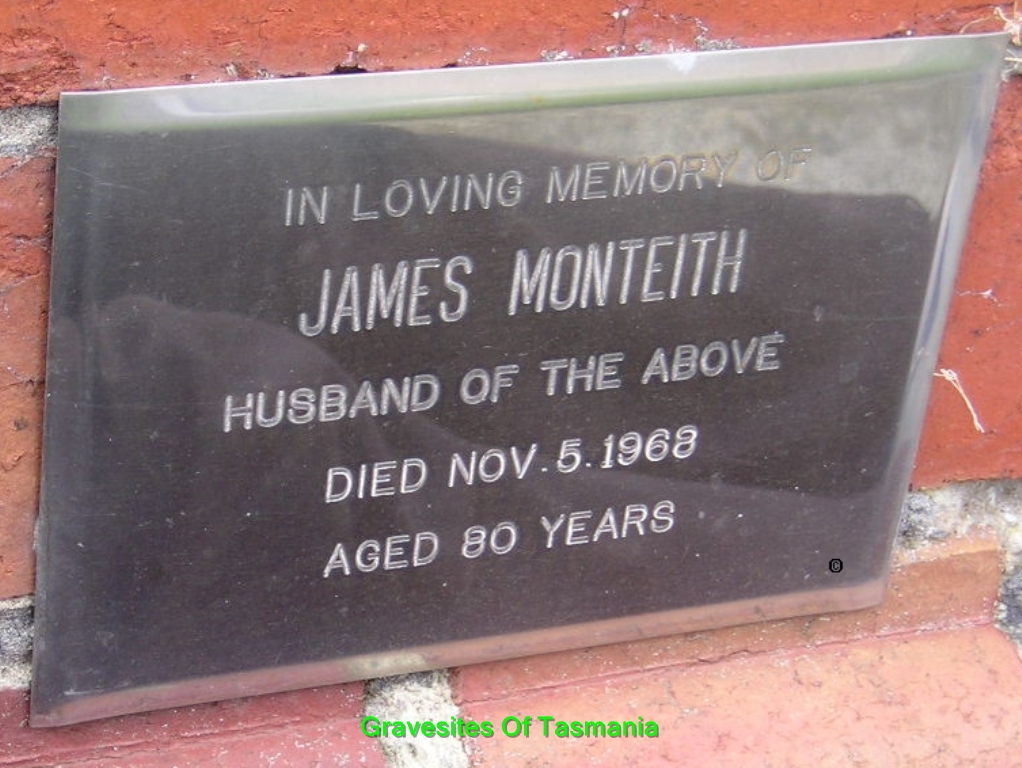 IN LOVING MEMORY OF
JAMES MONTEITH
HUSBAND OF THE ABOVE
DIED NOV. 5. 1968
AGED 80 YEARS
©
Gravesites Of Tasmania